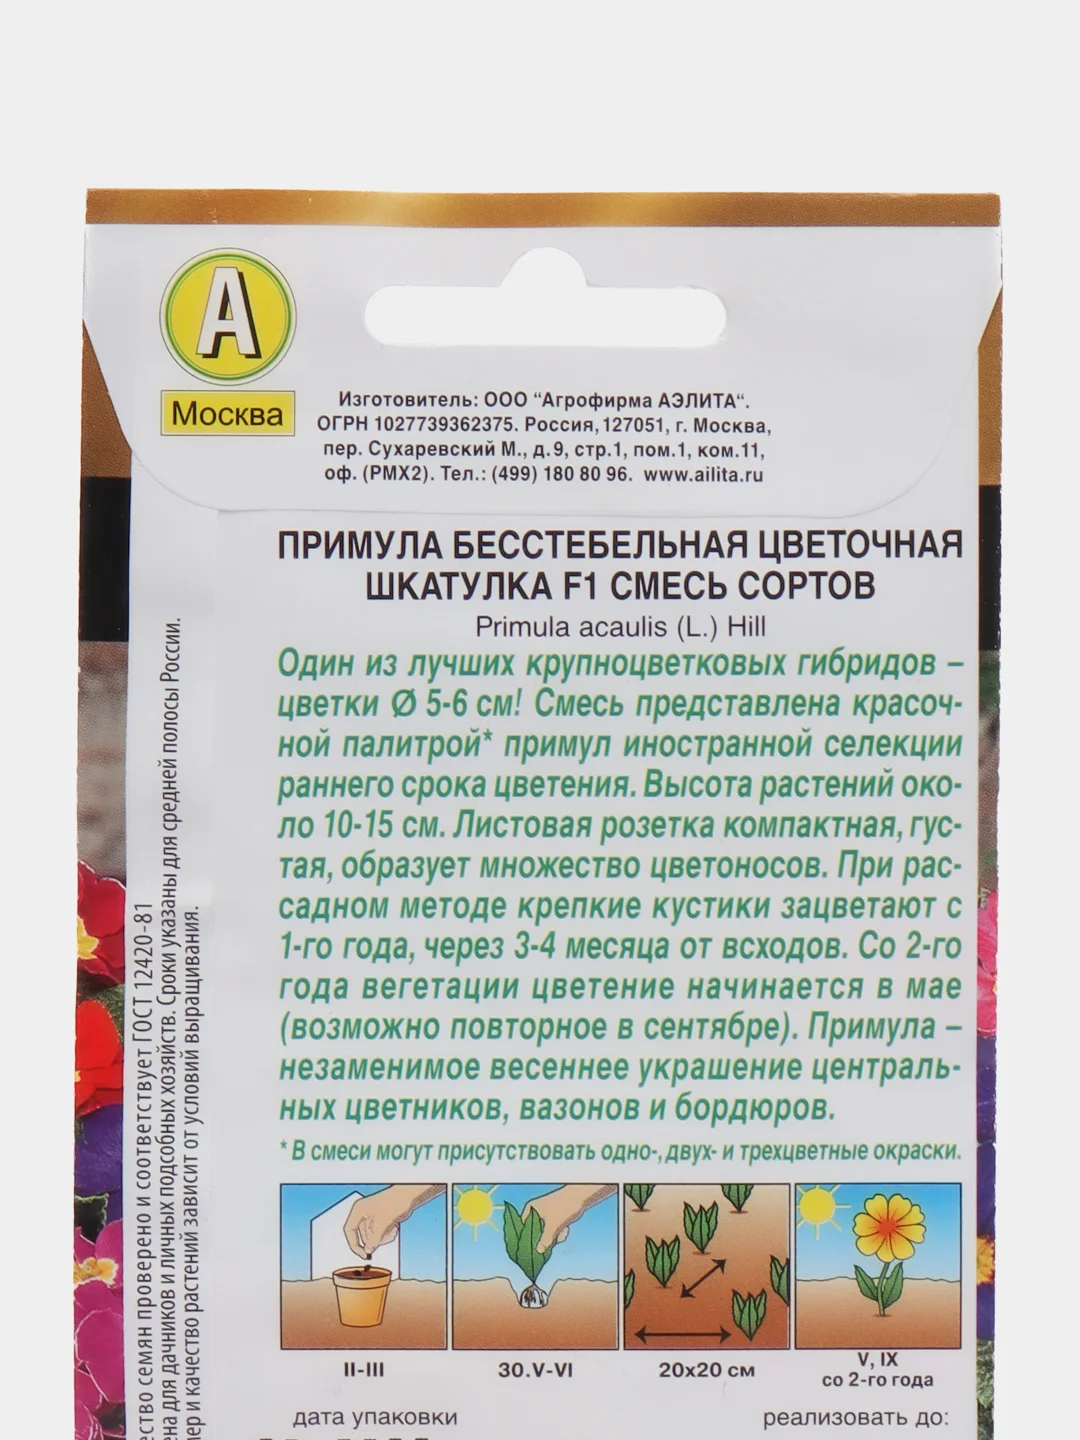 А
Москва
Изготовитель: ООО “Агрофирма АЭЛИТА“.
ОГРН 1027739362375. Россия, 127051, г. Москва,
пер. Сухаревский М., д.9, стр.1, пом.1, ком.11,
оф. (РМХ2). Тел.: (499) 180 80 96. www.ailita.ru
ПРИМУЛА БЕССТЕБЕЛЬНАЯ ЦВЕТОЧНАЯ
ШКАТУЛКА F1 СМЕСЬ СОРТОВ
Primula acaulis (L.) Hill
Один из лучших крупноцветковых гибридов –
цветки Ø 5-6 см! Смесь представлена красоч-
ной палитрой* примул иностранной селекции
раннего срока цветения. Высота растений око-
ло 10-15 см. Листовая розетка компактная, гус-
тая, образует множество цветоносов. При рас-
садном методе крепкие кустики зацветают с
1-го года, через 3-4 месяца от всходов. Со 2-го
года вегетации цветение начинается в мае
(возможно повторное в сентябре). Примула –
незаменимое весеннее украшение централь-
ных цветников, вазонов и бордюров.
* В смеси могут присутствовать одно-, двух- и трехцветные окраски.
II-III
30.V-VI
20x20 см
V, IX
со 2-го года
дата упаковки
реализовать до:
семян проверено и соответствует ГОСТ 12420-81
для дачников и личных подсобных хозяйств. Сроки указаны для средней полосы России.
и качество растений зависит от условий выращивания.